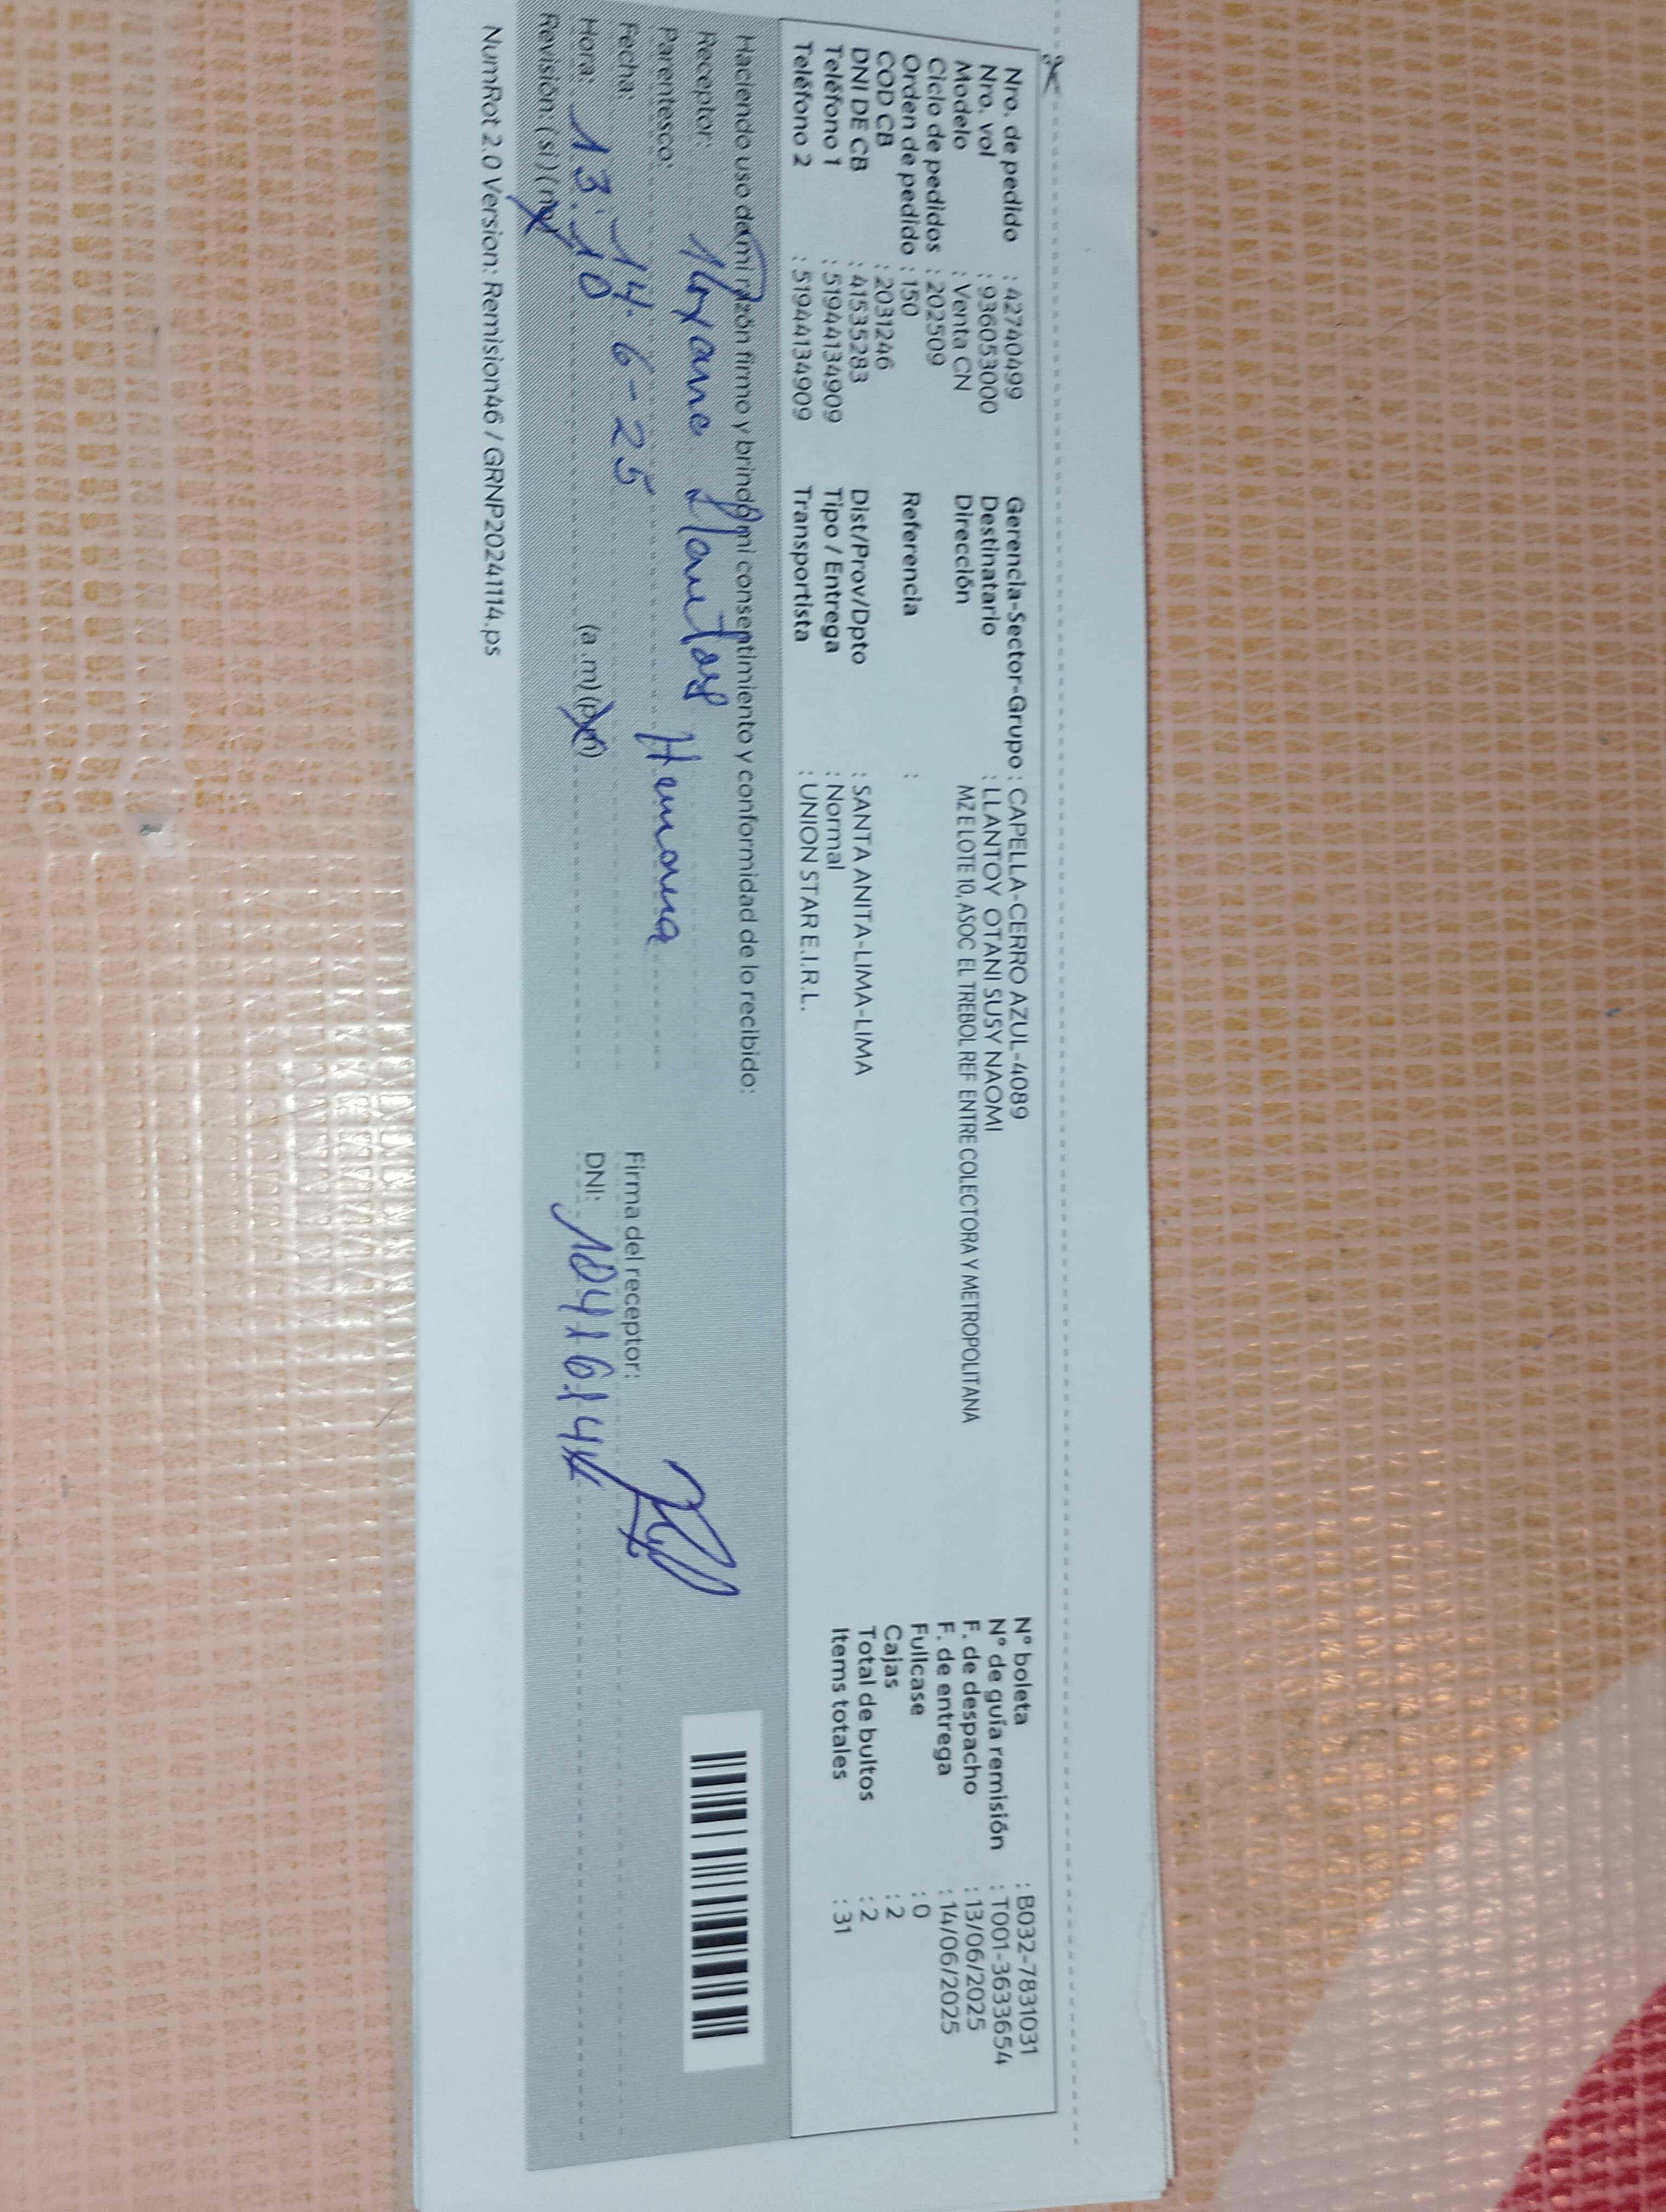 Nro. de pedido : 42740499
Nro. vol : 936053000
Modelo : Venta CN
Ciclo de pedidos : 202509
Orden de pedido : 150
COD CB : 2031246
DNI DE CB : 41535283
Teléfono 1 : 51944134909
Teléfono 2 : 51944134909
Gerencia-Sector-Grupo : CAPELLA-CERRO AZUL-4089
Destinatario : LLANTOY OTANI SUSY NAOMI
Dirección MZ E LOTE 10, ASOC EL TREBOL REF ENTRE COLECTORA Y METROPOLITANA
Referencia :
Dist/Prov/Dpto : SANTA ANITA-LIMA-LIMA
Tipo / Entrega : Normal
Transportista : UNION STAR E.I.R.L.
N° boleta : B032-7831031
N° de guía remisión : T001-3633654
F. de despacho : 13/06/2025
F. de entrega : 14/06/2025
Fullcase : 0
Cajas : 2
Total de bultos : 2
Items totales : 31
Haciendo uso de mi razón firmo y brindo mi consentimiento y conformidad de lo recibido:
Receptor:
Parentesco: Hermana
Fecha: 14-6-25
Hora: 13:10 (a.m) (p.m)
Revisión: (si) (no)
Firma del receptor:
DNI:
NumRot 2.0 Version: Remision46 / GRNP20241114.ps